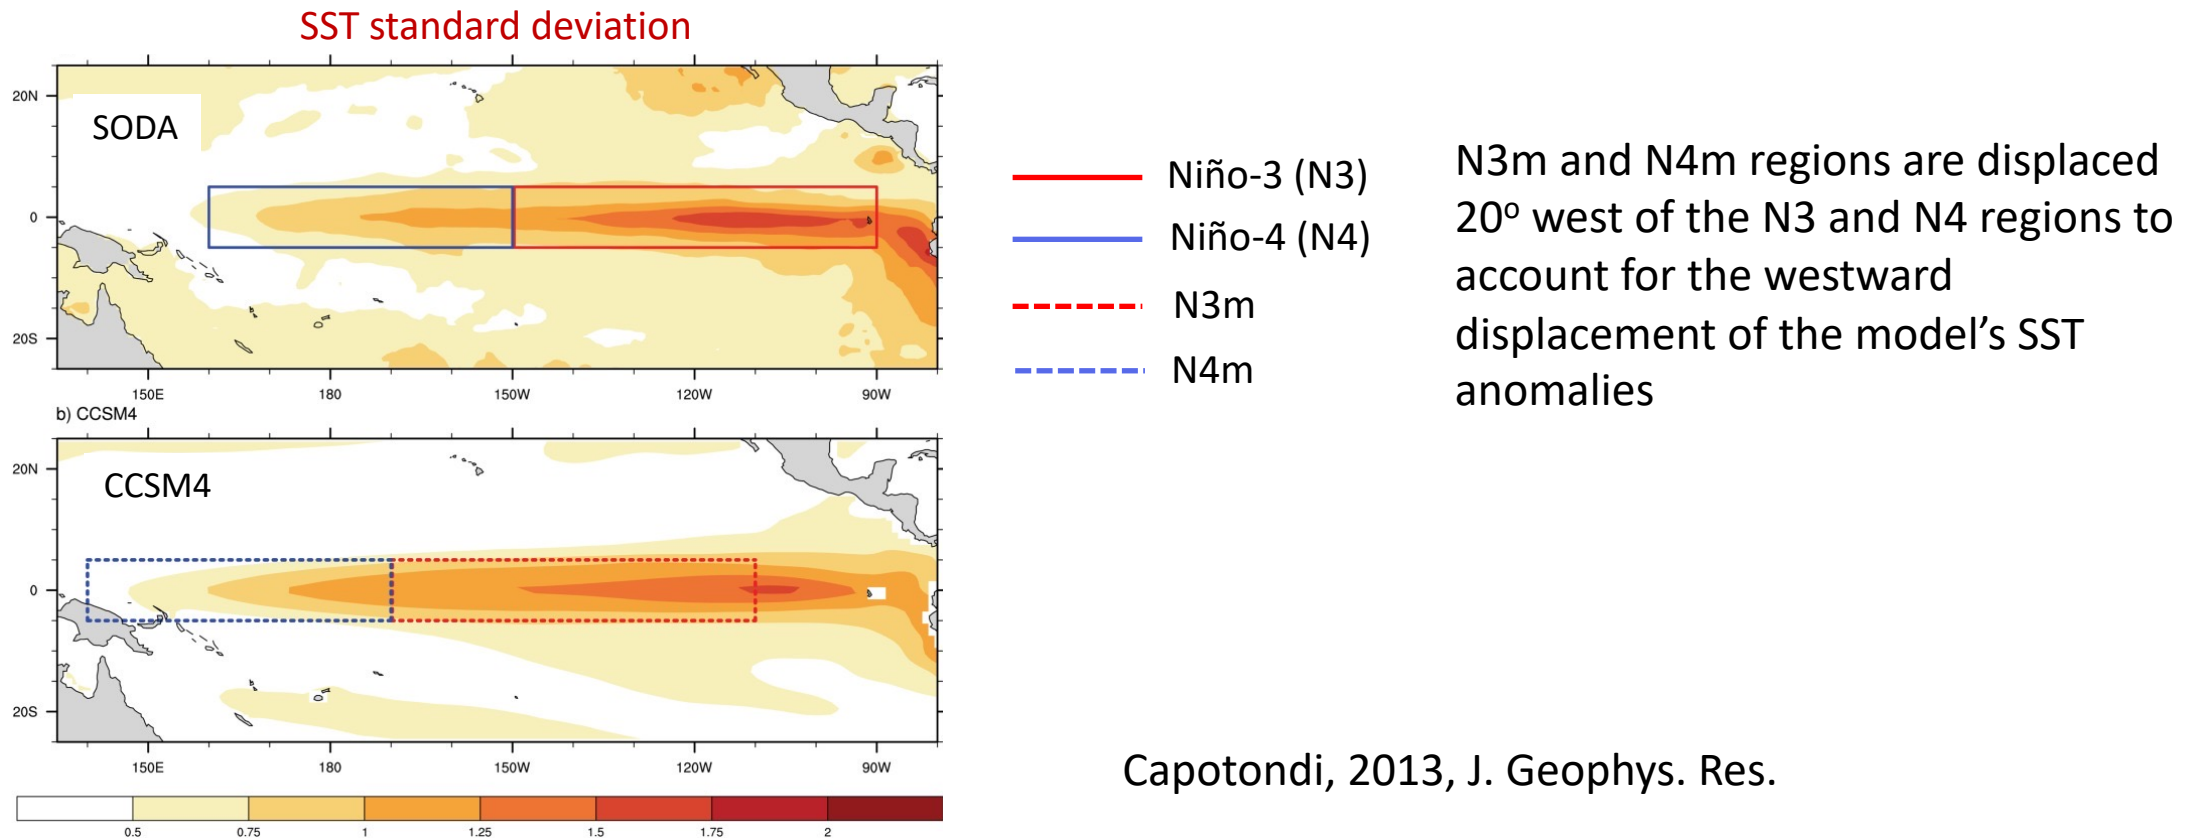 SST standard deviation
20N
0
20S
SODA
150E
180
150W
120W
90W
b) CCSM4
20N
0
20S
CCSM4
150E
180
150W
120W
90W
0.5
0.75
1
1.25
1.5
1.75
2
Niño-3 (N3)
Niño-4 (N4)
N3m
N4m
N3m and N4m regions are displaced
20º west of the N3 and N4 regions to
account for the westward
displacement of the model’s SST
anomalies
Capotondi, 2013, J. Geophys. Res.